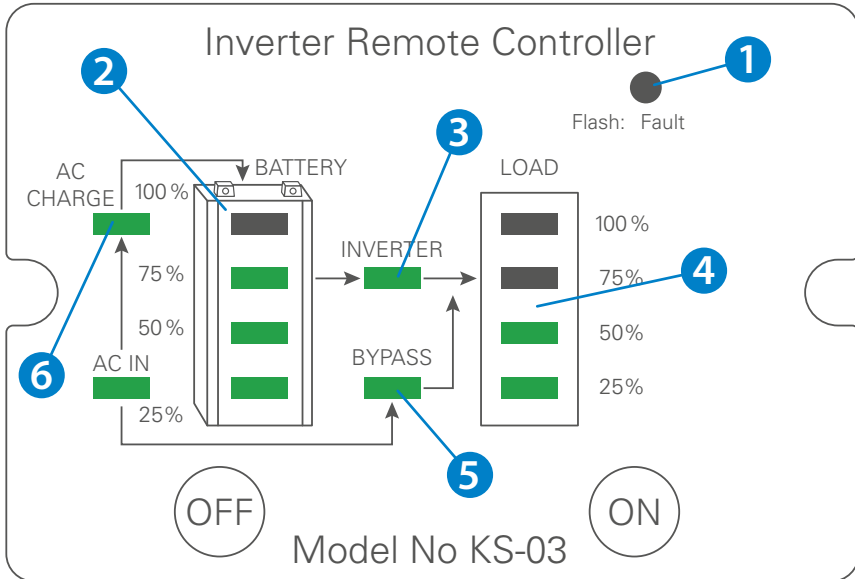 Inverter Remote Controller
1
Flash: Fault
2
3
BATTERY
LOAD
AC
CHARGE
100 %
100 %
INVERTER
75 %
75%
4
50 %
50%
6
AC IN
BYPASS
25%
25%
5
OFF
ON
Model No KS-03